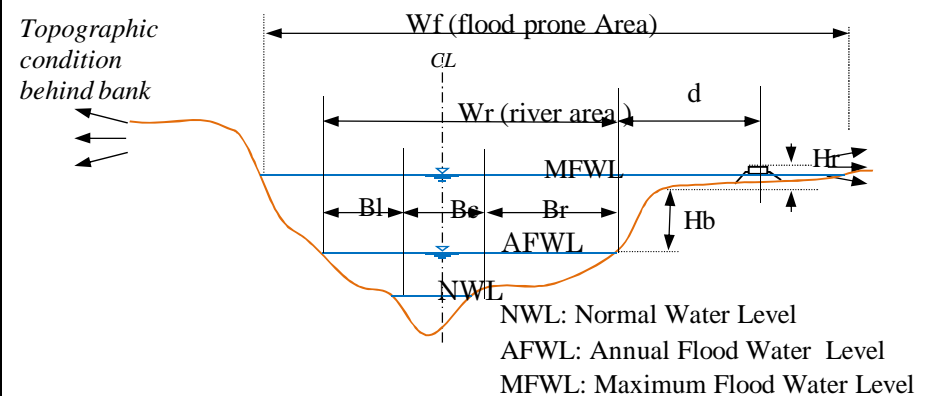 Wf (flood prone Area)
Topographic
condition
behind bank
CL
d
Wr (river area )
Hr
MFWL
Bl
Bc
Br
Hb
AFWL
NWL
NWL: Normal Water Level
AFWL: Annual Flood Water Level
MFWL: Maximum Flood Water Level